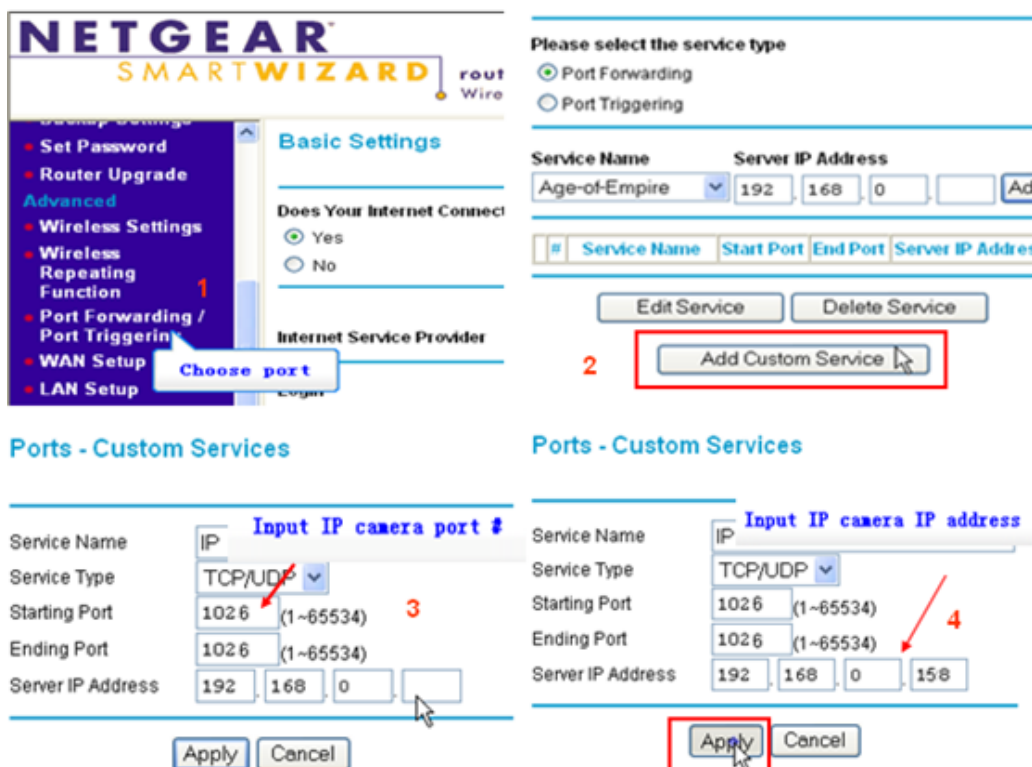 NETGEAR
SMARTWIZARD
rout
Wire
Backup Settings
Set Password
Router Upgrade
Advanced
Wireless Settings
Wireless
Repeating
Function
1
Port Forwarding /
Port Triggering
WAN Setup
Choose port
LAN Setup
Basic Settings
Does Your Internet Connect
Yes
No
Internet Service Provider
Login
Please select the service type
Port Forwarding
Port Triggering
Service Name Server IP Address
Age-of-Empire 192 . 168 . 0 . Ad
# Service Name Start Port End Port Server IP Addres
Edit Service Delete Service
2 Add Custom Service
Ports - Custom Services
Input IP camera port #
Service Name IP
Service Type TCP/UDP
Starting Port 1026 (1~65534) 3
Ending Port 1026 (1~65534)
Server IP Address 192 . 168 . 0 .
Apply Cancel
Ports - Custom Services
Input IP camera IP address
Service Name IP
Service Type TCP/UDP
Starting Port 1026 (1~65534) 4
Ending Port 1026 (1~65534)
Server IP Address 192 . 168 . 0 . 158
Apply Cancel